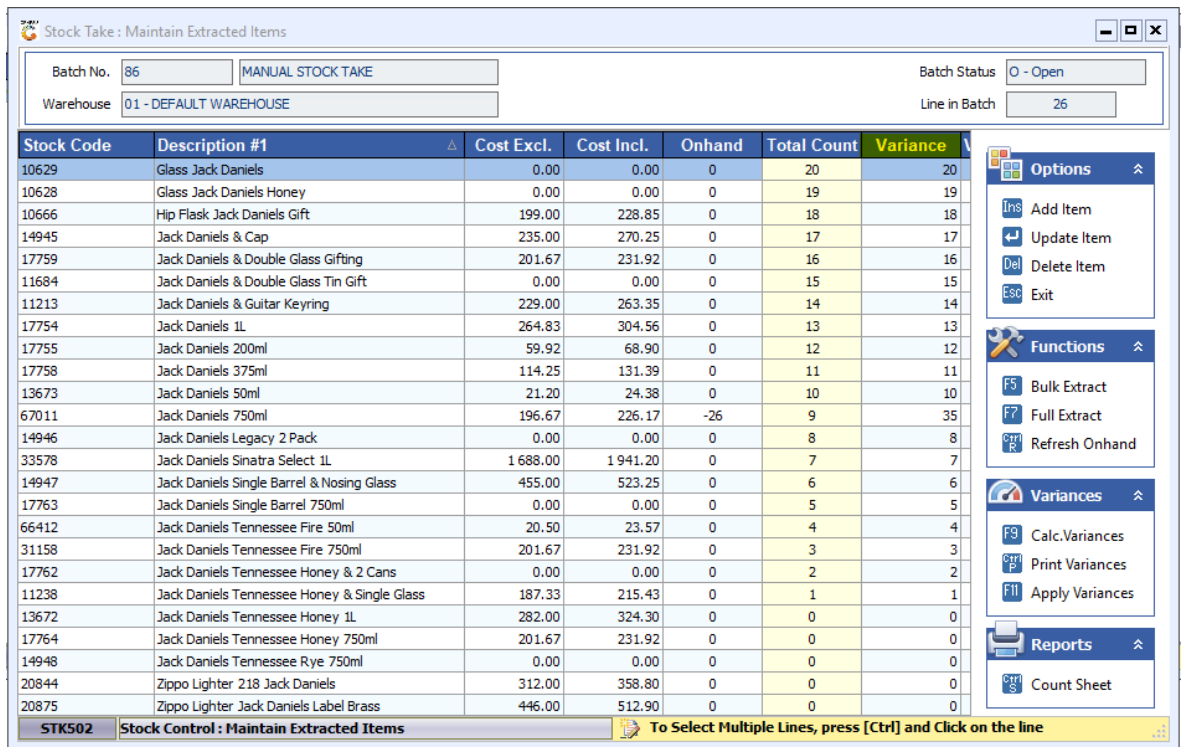 Stock Take : Maintain Extracted Items
Batch No. 86 MANUAL STOCK TAKE Batch Status O - Open
Warehouse 01 - DEFAULT WAREHOUSE Line in Batch 26
Stock Code Description #1 Cost Excl. Cost Incl. Onhand Total Count Variance
10629 Glass Jack Daniels 0.00 0.00 0 20 20
10628 Glass Jack Daniels Honey 0.00 0.00 0 19 19
10666 Hip Flask Jack Daniels Gift 199.00 228.85 0 18 18
14945 Jack Daniels & Cap 235.00 270.25 0 17 17
17759 Jack Daniels & Double Glass Gifting 201.67 231.92 0 16 16
11684 Jack Daniels & Double Glass Tin Gift 0.00 0.00 0 15 15
11213 Jack Daniels & Guitar Keyring 229.00 263.35 0 14 14
17754 Jack Daniels 1L 264.83 304.56 0 13 13
17755 Jack Daniels 200ml 59.92 68.90 0 12 12
17758 Jack Daniels 375ml 114.25 131.39 0 11 11
13673 Jack Daniels 50ml 21.20 24.38 0 10 10
67011 Jack Daniels 750ml 196.67 226.17 -26 9 35
14946 Jack Daniels Legacy 2 Pack 0.00 0.00 0 8 8
33578 Jack Daniels Sinatra Select 1L 1 688.00 1 941.20 0 7 7
14947 Jack Daniels Single Barrel & Nosing Glass 455.00 523.25 0 6 6
17763 Jack Daniels Single Barrel 750ml 0.00 0.00 0 5 5
66412 Jack Daniels Tennessee Fire 50ml 20.50 23.57 0 4 4
31158 Jack Daniels Tennessee Fire 750ml 201.67 231.92 0 3 3
17762 Jack Daniels Tennessee Honey & 2 Cans 0.00 0.00 0 2 2
11238 Jack Daniels Tennessee Honey & Single Glass 187.33 215.43 0 1 1
13672 Jack Daniels Tennessee Honey 1L 282.00 324.30 0 0 0
17764 Jack Daniels Tennessee Honey 750ml 201.67 231.92 0 0 0
14948 Jack Daniels Tennessee Rye 750ml 0.00 0.00 0 0 0
20844 Zippo Lighter 218 Jack Daniels 312.00 358.80 0 0 0
20875 Zippo Lighter Jack Daniels Label Brass 446.00 512.90 0 0 0
Options
Ins Add Item
Update Item
Del Delete Item
Esc Exit
Functions
F5 Bulk Extract
F7 Full Extract
Ctrl R Refresh Onhand
Variances
F9 Calc.Variances
Ctrl P Print Variances
F11 Apply Variances
Reports
Ctrl S Count Sheet
STK502 Stock Control : Maintain Extracted Items To Select Multiple Lines, press [Ctrl] and Click on the line